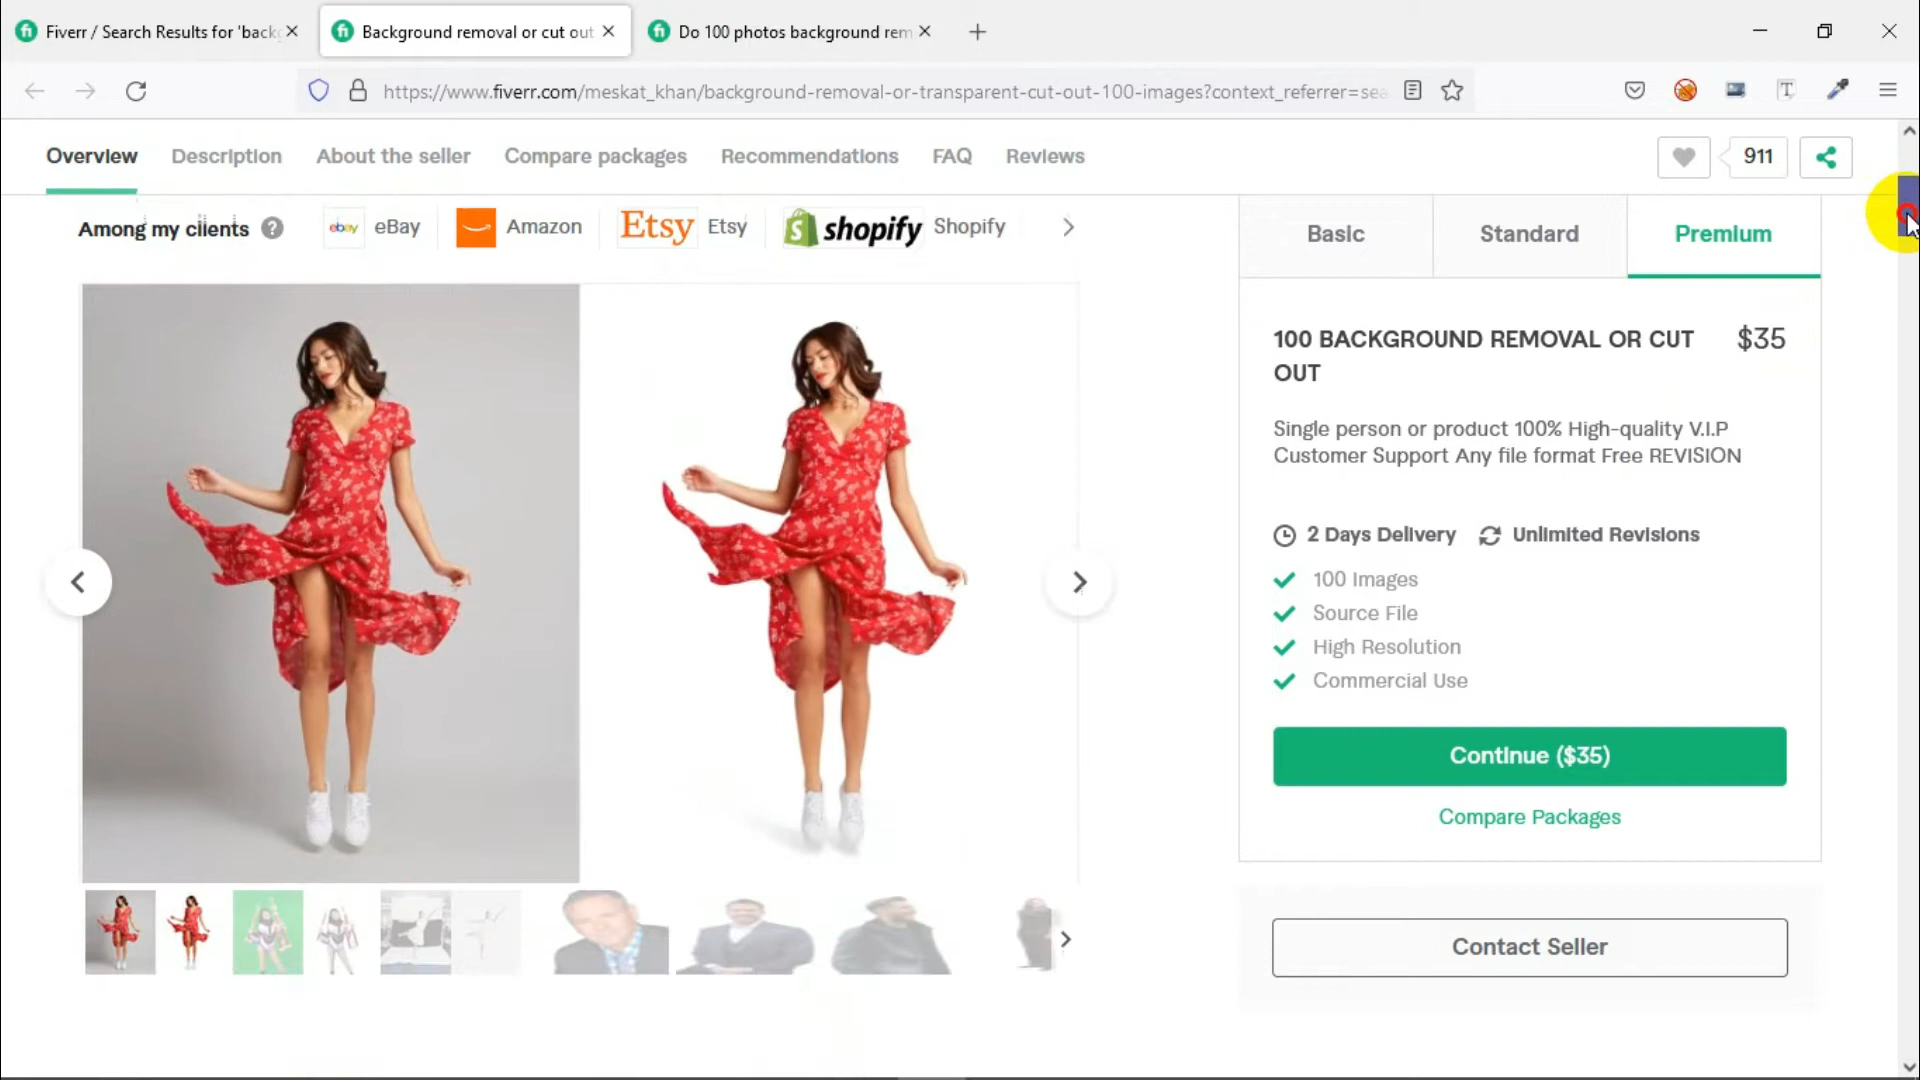 Fiverr / Search Results for 'back
Background removal or cut out
Do 100 photos background rem
https://www.fiverr.com/meskat_khan/background-removal-or-transparent-cut-out-100-images?context_referrer=sea
Overview
Description
About the seller
Compare packages
Recommendations
FAQ
Reviews
911
Among my clients
?
ebay
eBay
Amazon
Etsy
Etsy
shopify
Shopify
Basic
Standard
Premium
100 BACKGROUND REMOVAL OR CUT
OUT
$35
Single person or product 100% High-quality V.I.P
Customer Support Any file format Free REVISION
2 Days Delivery
Unlimited Revisions
100 Images
Source File
High Resolution
Commercial Use
Continue ($35)
Compare Packages
Contact Seller